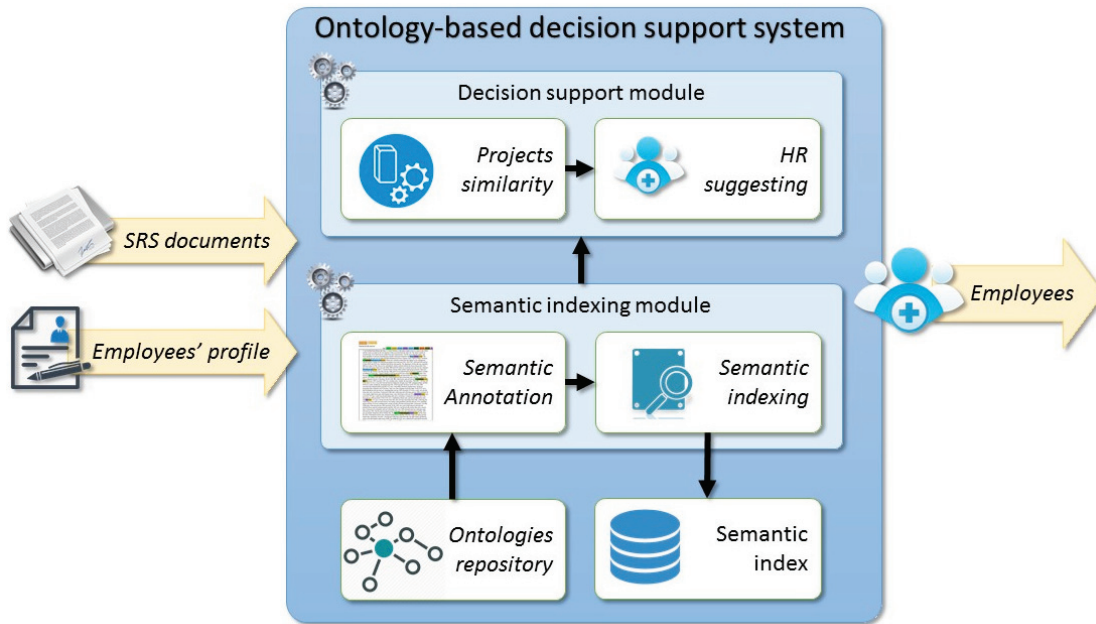 Ontology-based decision support system
Decision support module
Projects
similarity
HR
suggesting
SRS documents
Employees' profile
Semantic indexing module
Semantic
Annotation
Semantic
indexing
Ontologies
repository
Semantic
index
Employees